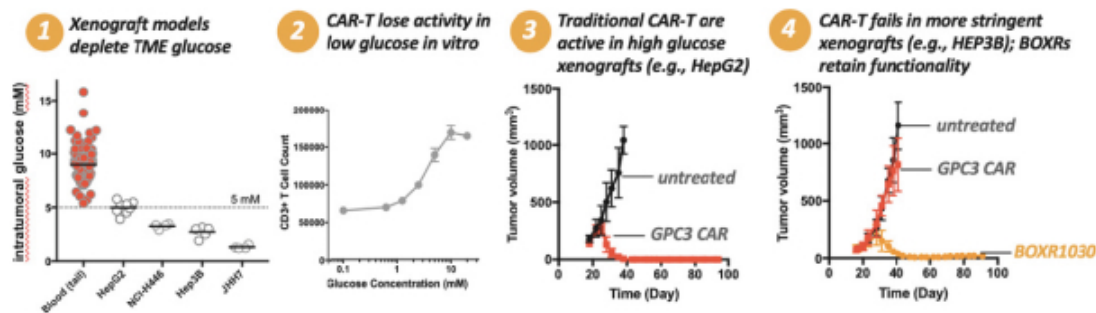 1
Xenograft models
deplete TME glucose
2
CAR-T lose activity in
low glucose in vitro
3
Traditional CAR-T are
active in high glucose
xenografts (e.g., HepG2)
4
CAR-T fails in more stringent
xenografts (e.g., HEP3B); BOXRs
retain functionality
intratumoral glucose (mM)
15
10
5
0
5 mM
Blood (tail)
HepG2
NCI-H446
Hep3B
JHH7
CD3+ T Cell Count
200000
150000
100000
50000
0
0.1
1
10
Glucose Concentration (mM)
Tumor volume (mm³)
1500
1000
500
0
untreated
GPC3 CAR
0 20 40 60 80 100
Time (Day)
Tumor volume (mm³)
1500
1000
500
0
untreated
GPC3 CAR
BOXR1030
0 20 40 60 80 100
Time (Day)